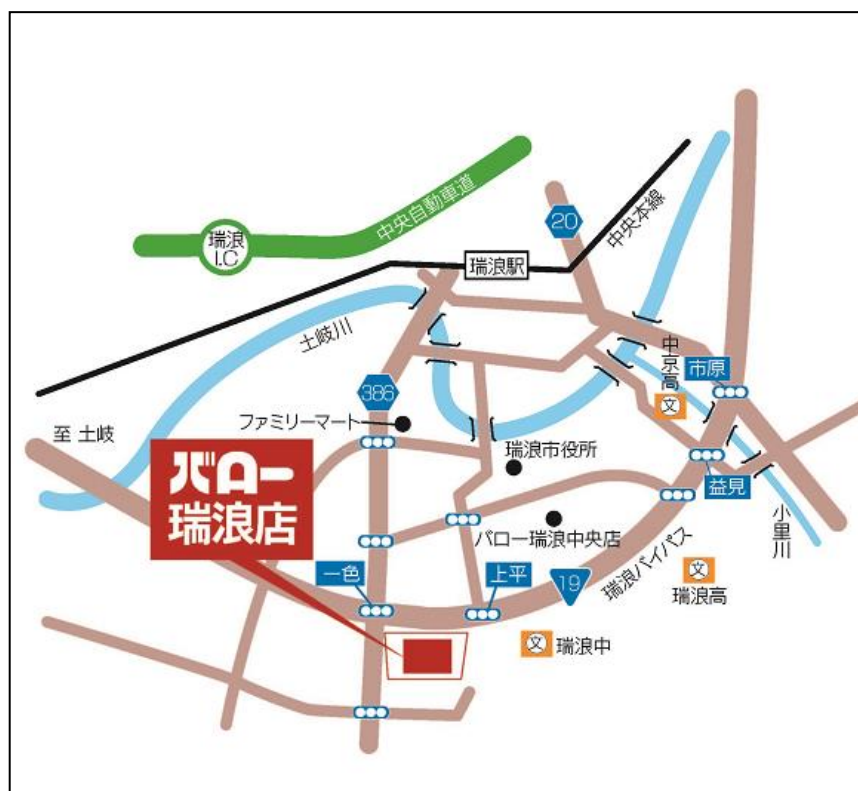 中央自動車道
瑞浪
I.C
20
中央本線
瑞浪駅
土岐川
中京高
市原
文
386
ファミリーマート
至 土岐
バロー
瑞浪店
瑞浪市役所
益見
小里川
バロー瑞浪中央店
一色
上平
19
瑞浪バイパス
文
瑞浪高
文
瑞浪中